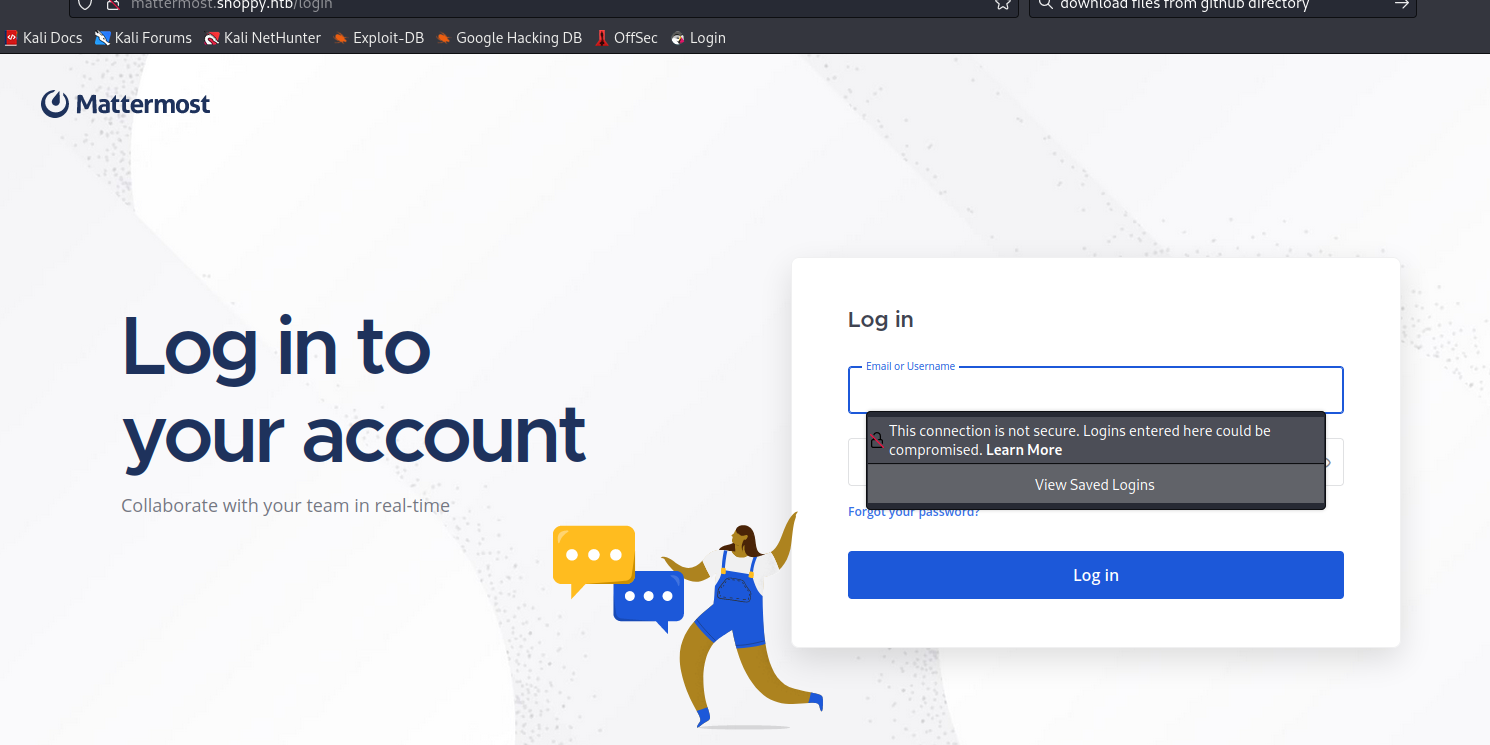 mattermost.shoppy.htb/login
download files from github directory
Kali Docs Kali Forums Kali NetHunter Exploit-DB Google Hacking DB OffSec Login
Mattermost
Log in to
your account
Collaborate with your team in real-time
Log in
Email or Username
This connection is not secure. Logins entered here could be
compromised. Learn More
View Saved Logins
Forgot your password?
Log in